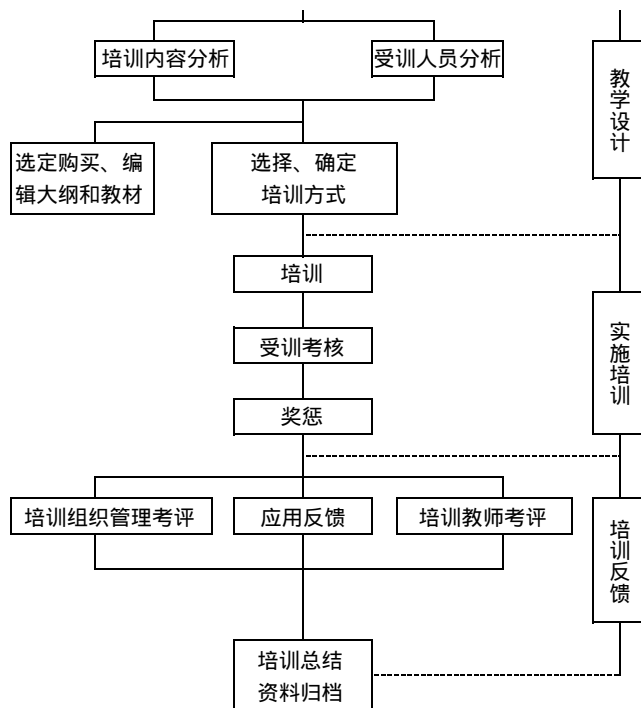 培训内容分析
受训人员分析
教学设计
选定购买、编
辑大纲和教材
选择、确定
培训方式
培训
受训考核
实施培训
奖惩
培训组织管理考评
应用反馈
培训教师考评
培训反馈
培训总结
资料归档